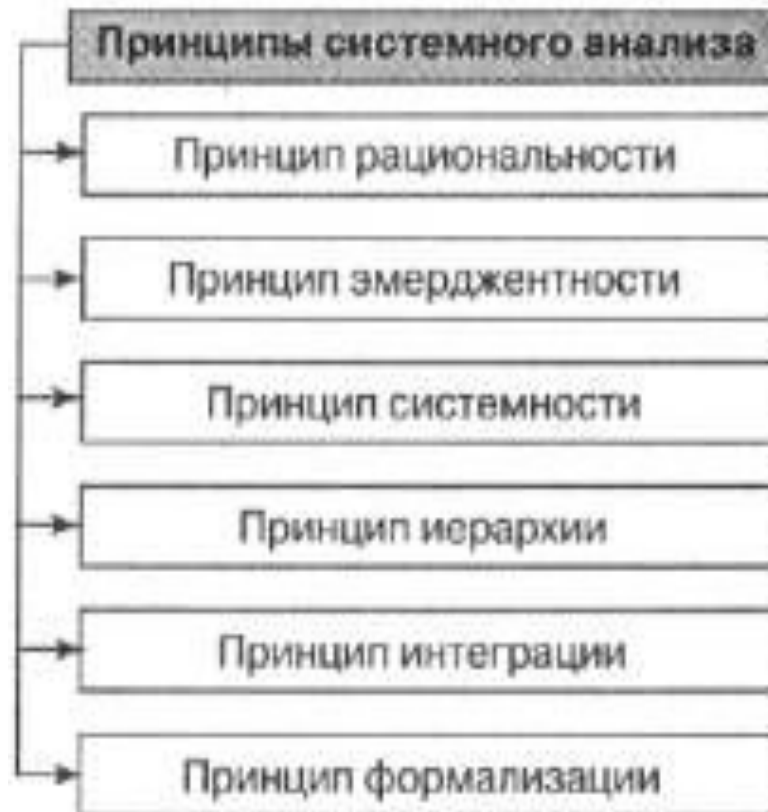 Принципы системного анализа
Принцип рациональности
Принцип эмерджентности
Принцип системности
Принцип иерархии
Принцип интеграции
Принцип формализации